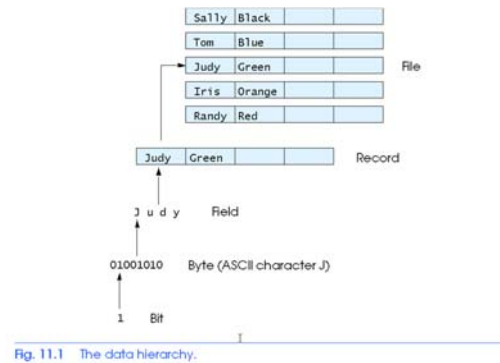 Sally Black
Tom Blue
Judy Green File
Iris Orange
Randy Red
Judy Green Record
J u d y Field
01001010 Byte (ASCII character J)
1 Bit
Fig. 11.1 The data hierarchy.